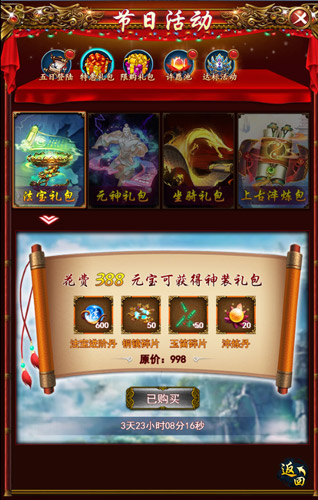 节日活动
五日登陆 特惠礼包 限购礼包 许愿池 达标活动
法宝礼包 元神礼包 坐骑礼包 上古淬炼包
花赏 388 元宝可获得神装礼包
600 50 50 20
法宝进阶丹 铜镜碎片 玉笛碎片 淬炼丹
原价：998
已购买
3天23小时08分16秒
返回